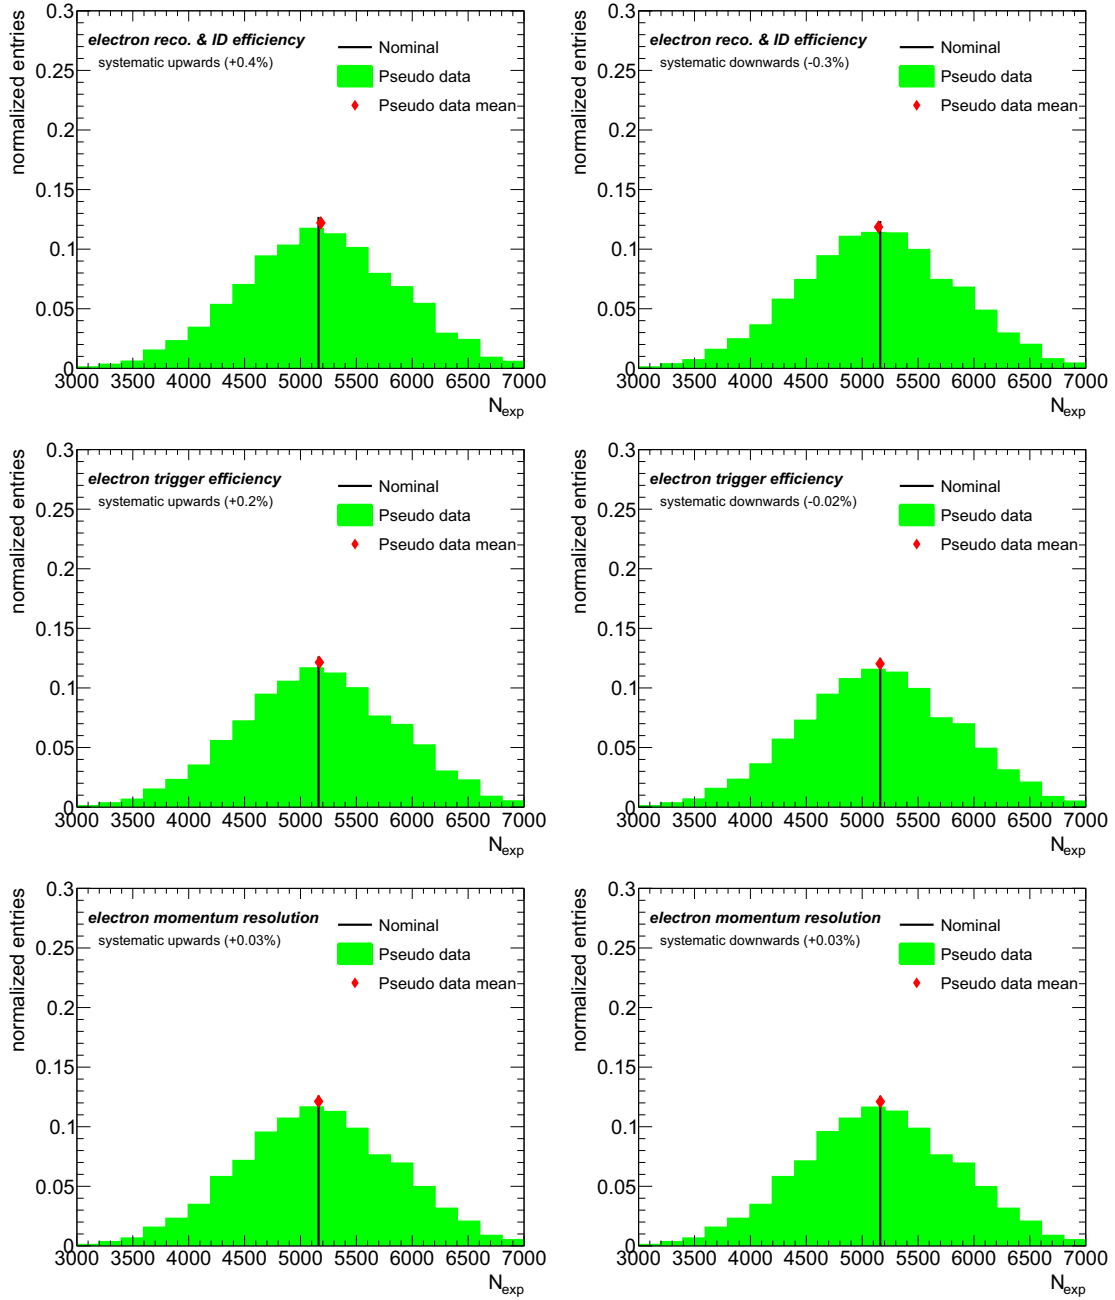 electron reco. & ID efficiency
systematic upwards (+0.4%)
Nominal
Pseudo data
Pseudo data mean
normalized entries
0.3
0.25
0.2
0.15
0.1
0.05
0
3000 3500 4000 4500 5000 5500 6000 6500 7000
N_exp
electron reco. & ID efficiency
systematic downwards (-0.3%)
Nominal
Pseudo data
Pseudo data mean
normalized entries
0.3
0.25
0.2
0.15
0.1
0.05
0
3000 3500 4000 4500 5000 5500 6000 6500 7000
N_exp
electron trigger efficiency
systematic upwards (+0.2%)
Nominal
Pseudo data
Pseudo data mean
normalized entries
0.3
0.25
0.2
0.15
0.1
0.05
0
3000 3500 4000 4500 5000 5500 6000 6500 7000
N_exp
electron trigger efficiency
systematic downwards (-0.02%)
Nominal
Pseudo data
Pseudo data mean
normalized entries
0.3
0.25
0.2
0.15
0.1
0.05
0
3000 3500 4000 4500 5000 5500 6000 6500 7000
N_exp
electron momentum resolution
systematic upwards (+0.03%)
Nominal
Pseudo data
Pseudo data mean
normalized entries
0.3
0.25
0.2
0.15
0.1
0.05
0
3000 3500 4000 4500 5000 5500 6000 6500 7000
N_exp
electron momentum resolution
systematic downwards (+0.03%)
Nominal
Pseudo data
Pseudo data mean
normalized entries
0.3
0.25
0.2
0.15
0.1
0.05
0
3000 3500 4000 4500 5000 5500 6000 6500 7000
N_exp